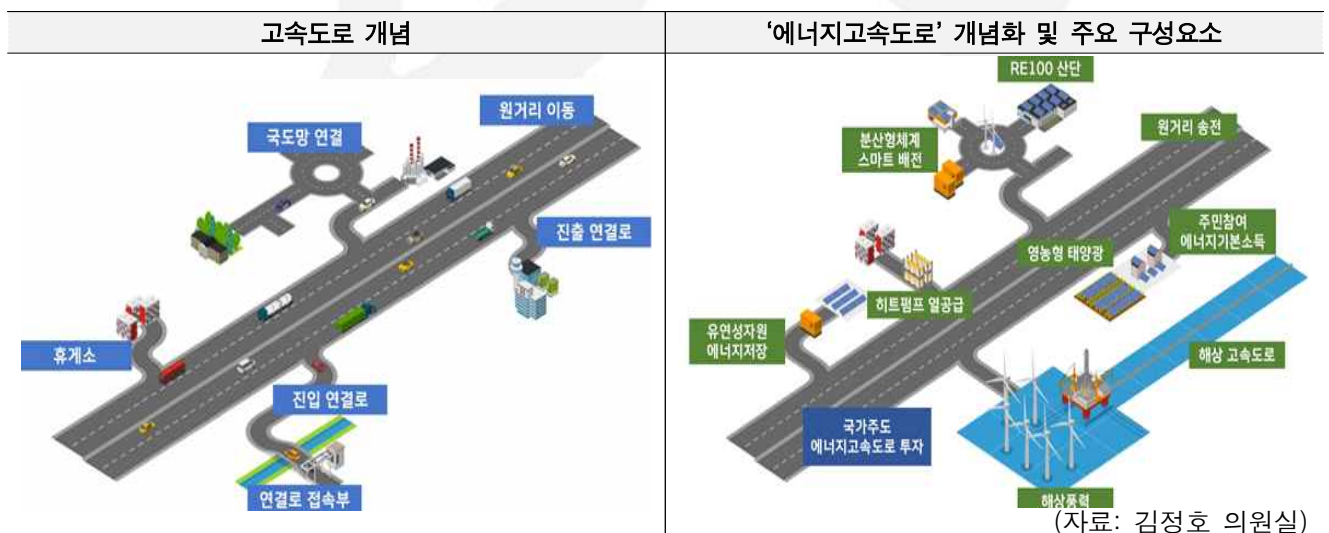 고속도로 개념
'에너지고속도로' 개념화 및 주요 구성요소
원거리 이동
국도망 연결
진출 연결로
휴게소
진입 연결로
연결로 접속부
RE100 산단
원거리 송전
분산형체계
스마트 배전
주민참여
에너지기본소득
영농형 태양광
히트펌프 열공급
유연성자원
에너지저장
해상 고속도로
국가주도
에너지고속도로 투자
해상풍력
(자료: 김정호 의원실)